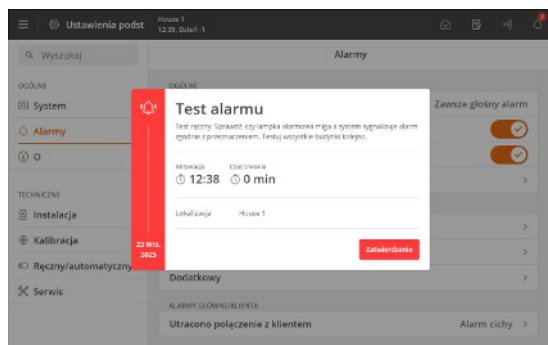 Ustawienia podst
House 1
12:39, Dzień -1
Wyszukaj
Alarmy
OGÓLNE
OGÓLNE
System
Zawsze głośny alarm
Alarmy
O
TECHNICZNE
Instalacja
Kalibracja
Ręczny/automatyczny
Serwis
Test alarmu
Test ręczny. Sprawdź, czy lampka alarmowa miga a system sygnalizuje alarm
zgodnie z przeznaczeniem. Testuj wszystkie budynki kolejno.
Aktywacja Czas trwania
12:38 0 min
Lokalizacja House 1
23 Wrz.
2025
Zatwierdzenie
Dodatkowy
ALARMY GŁÓWNE/KLIENTA
Utracono połączenie z klientem Alarm cichy